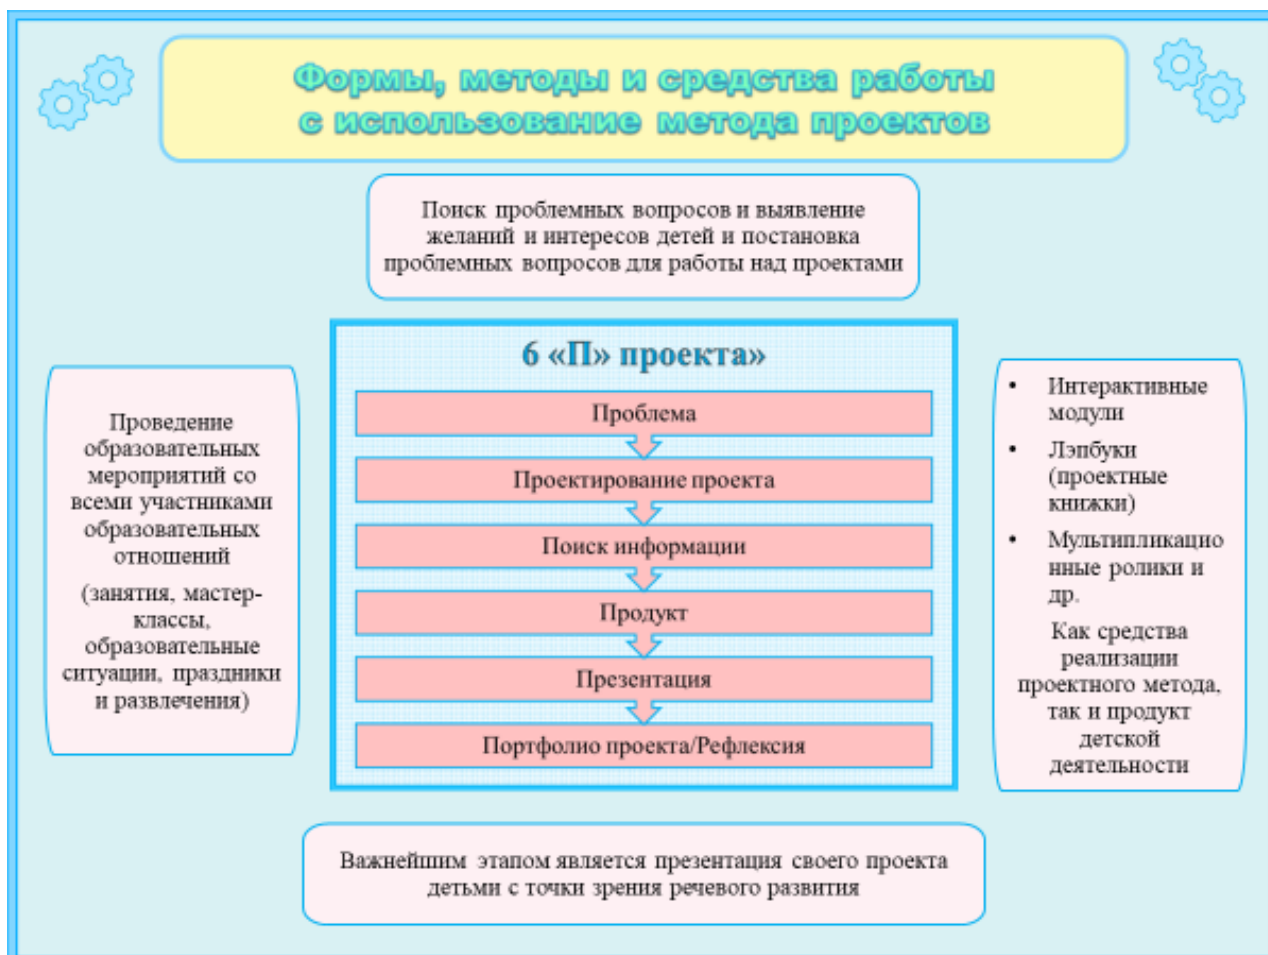 Формы, методы и средства работы
с использование метода проектов
Поиск проблемных вопросов и выявление
желаний и интересов детей и постановка
проблемных вопросов для работы над проектами
Проведение
образовательных
мероприятий со
всеми участниками
образовательных
отношений
(занятия, мастер-
классы,
образовательные
ситуации, праздники
и развлечения)
6 «П» проекта»
Проблема
Проектирование проекта
Поиск информации
Продукт
Презентация
Портфолио проекта/Рефлексия
• Интерактивные
модули
• Лэпбуки
(проектные
книжки)
• Мультипликацио
нные ролики и
др.
Как средства
реализации
проектного метода,
так и продукт
детской
деятельности
Важнейшим этапом является презентация своего проекта
детьми с точки зрения речевого развития